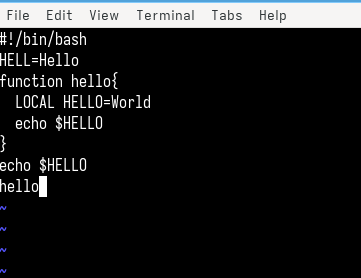 File Edit View Terminal Tabs Help
#!/bin/bash
HELL=Hello
function hello{
  LOCAL HELLO=World
  echo $HELLO
}
echo $HELLO
hello
~
~
~
~